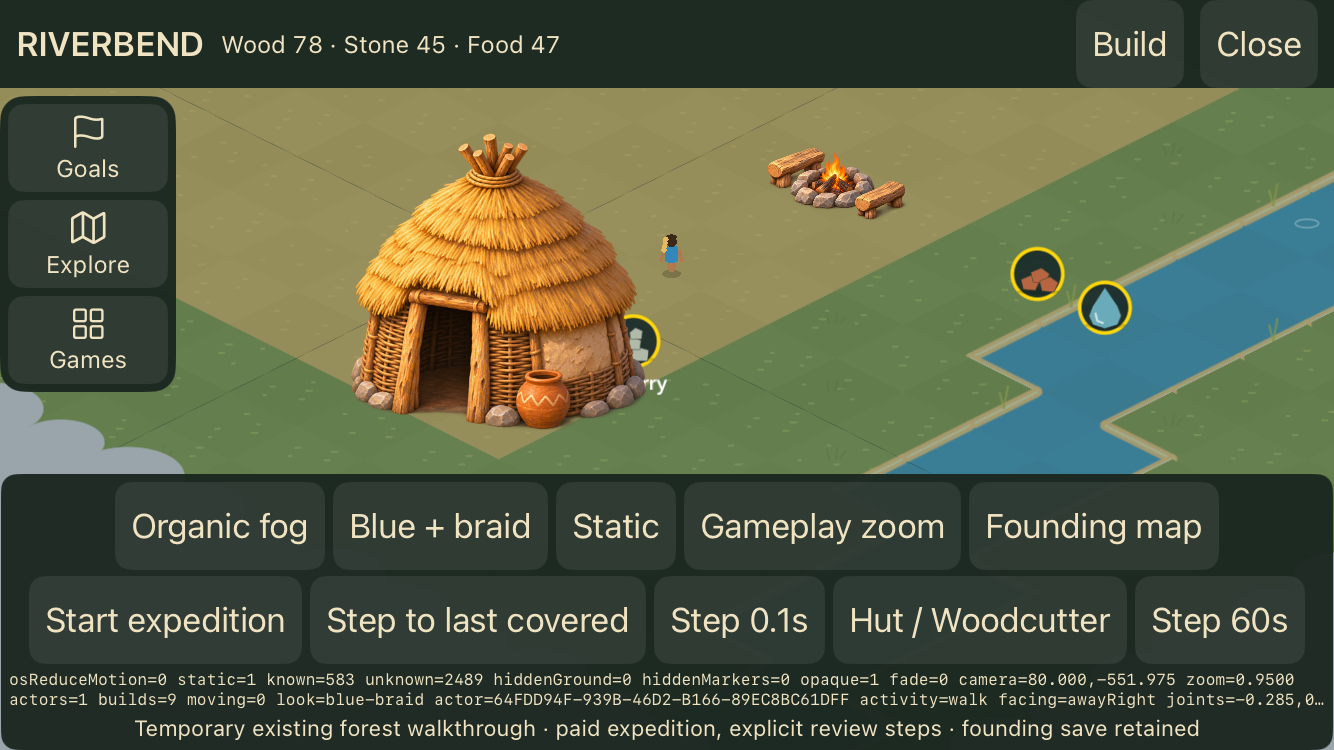 RIVERBEND Wood 78 · Stone 45 · Food 47 Build Close
Goals
Explore
Games
rry
Organic fog Blue + braid Static Gameplay zoom Founding map
Start expedition Step to last covered Step 0.1s Hut / Woodcutter Step 60s
osReduceMotion=0 static=1 known=583 unknown=2489 hiddenGround=0 hiddenMarkers=0 opaque=1 fade=0 camera=80.000,−551.975 zoom=0.9500
actors=1 builds=9 moving=0 look=blue-braid actor=64FDD94F-939B-46D2-B166-89EC8BC61DFF activity=walk facing=awayRight joints=−0.285,0…
Temporary existing forest walkthrough · paid expedition, explicit review steps · founding save retained